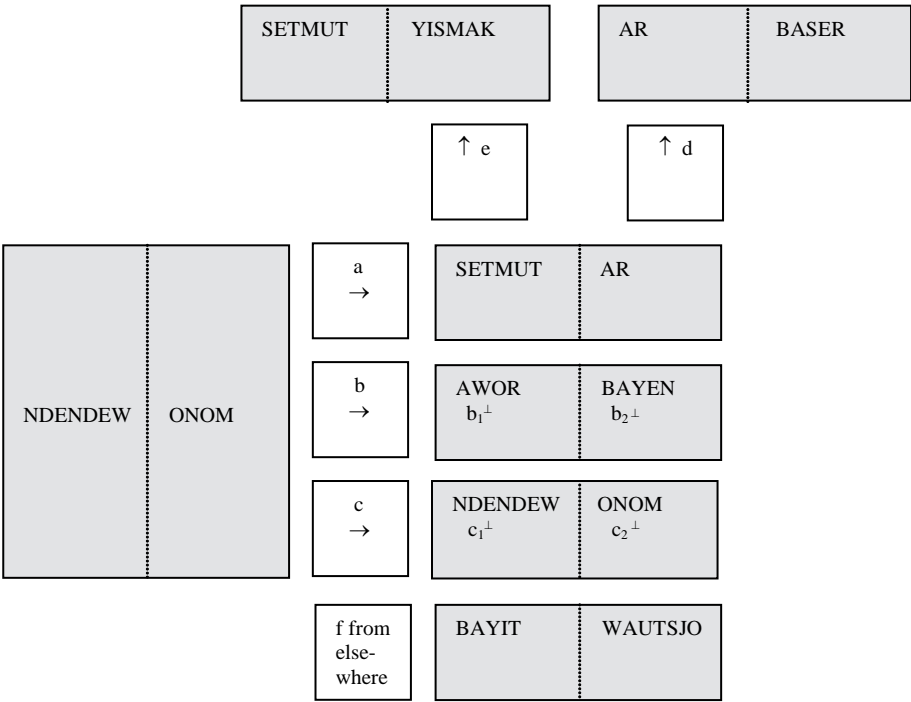 SETMUT YISMAK AR BASER
↑ e ↑ d
a
→
SETMUT AR
b
→
AWOR BAYEN
b₁⊥ b₂⊥
NDENDEW ONOM
c
→
NDENDEW ONOM
c₁⊥ c₂⊥
f from
else-
where
BAYIT WAUTSJO